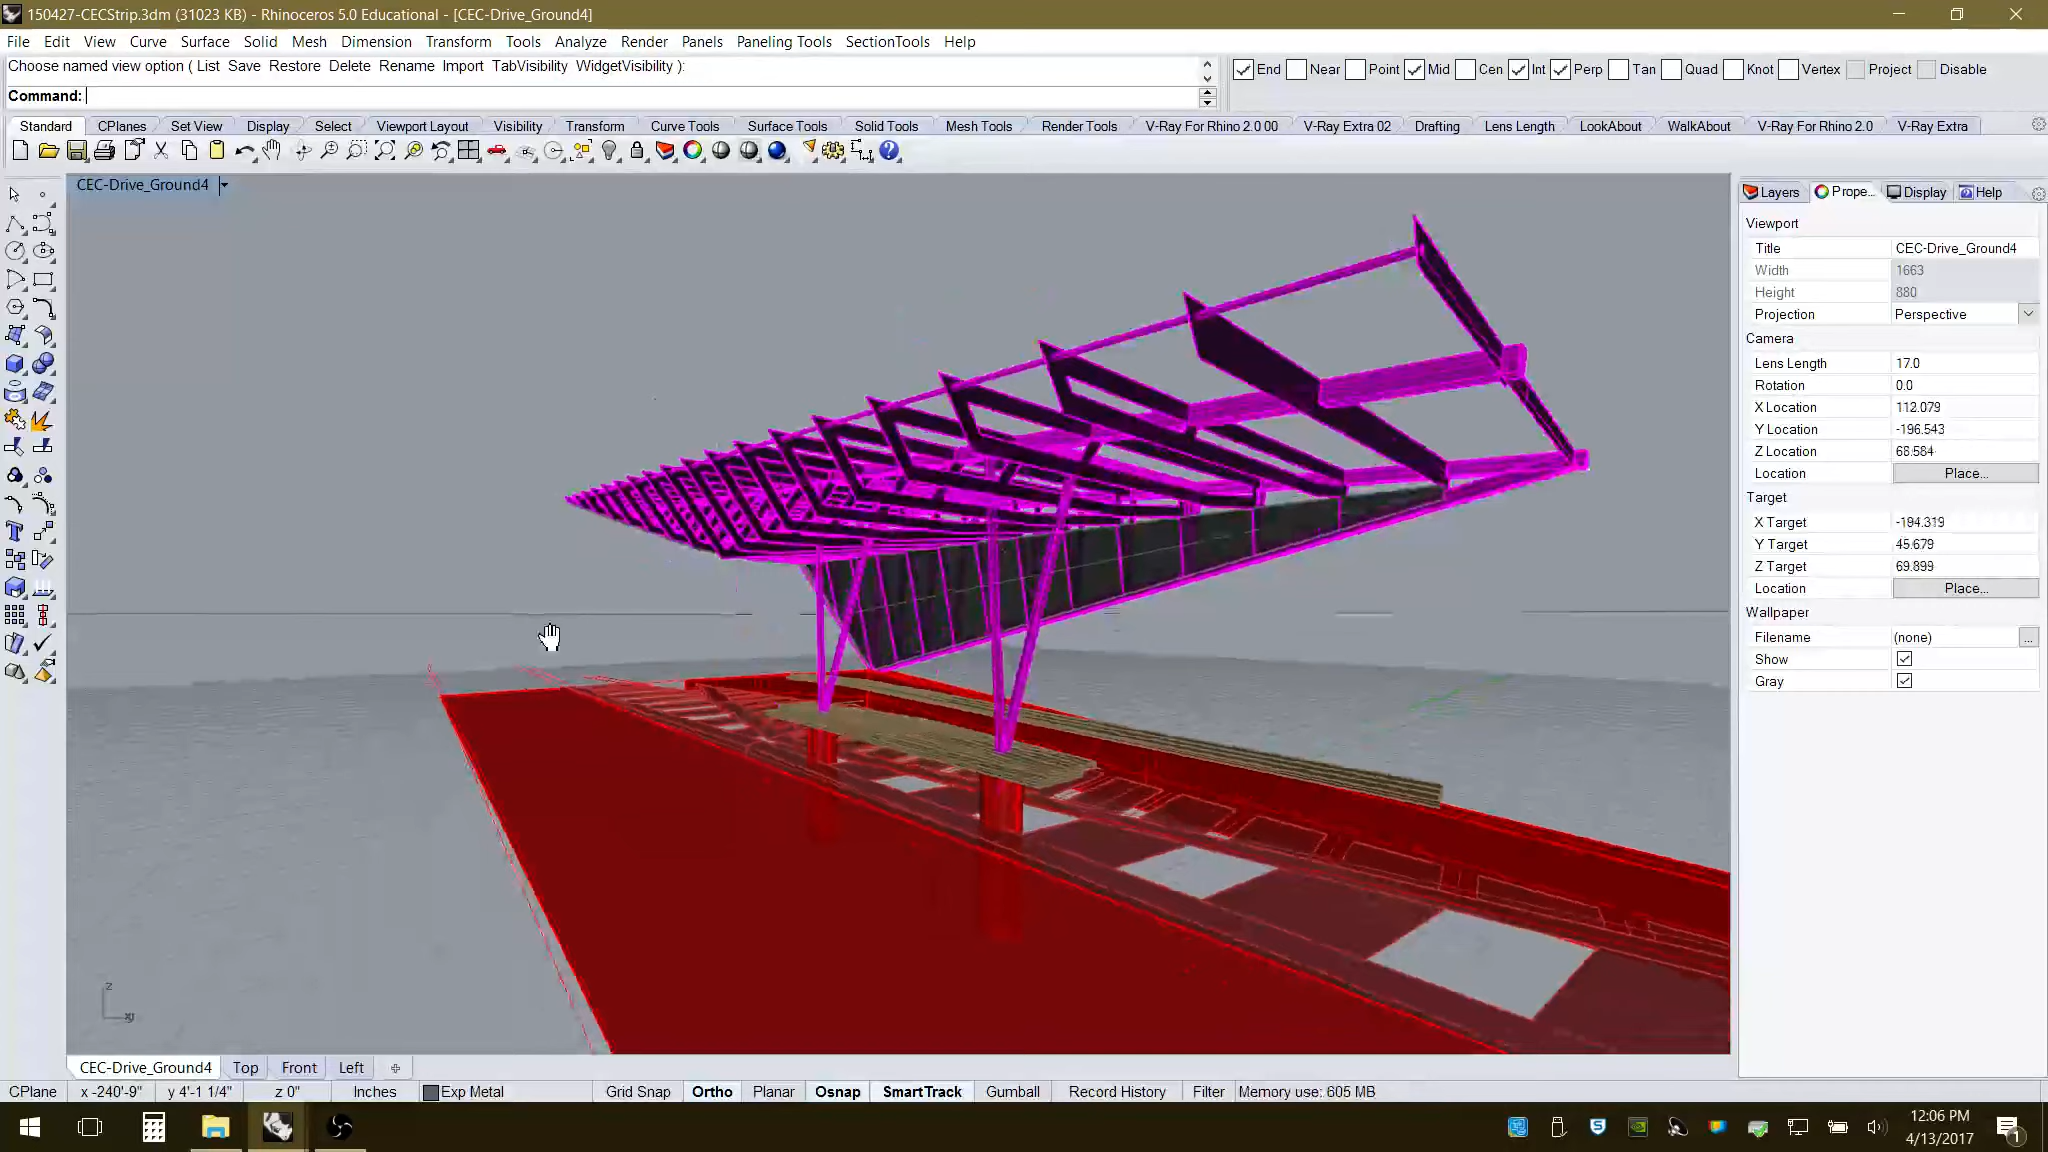 150427-CECStrip.3dm (31023 KB) - Rhinoceros 5.0 Educational - [CEC-Drive_Ground4]
File Edit View Curve Surface Solid Mesh Dimension Transform Tools Analyze Render Panels Paneling Tools SectionTools Help
Choose named view option ( List Save Restore Delete Rename Import TabVisibility WidgetVisibility ):
Command:
End Near Point Mid Cen Int Perp Tan Quad Knot Vertex Project Disable
Standard CPlanes Set View Display Select Viewport Layout Visibility Transform Curve Tools Surface Tools Solid Tools Mesh Tools Render Tools V-Ray For Rhino 2.0 00 V-Ray Extra 02 Drafting Lens Length LookAbout WalkAbout V-Ray For Rhino 2.0 V-Ray Extra
CEC-Drive_Ground4
Layers Prope... Display Help
Viewport
Title CEC-Drive_Ground4
Width 1663
Height 880
Projection Perspective
Camera
Lens Length 17.0
Rotation 0.0
X Location 112.079
Y Location -196.543
Z Location 68.584
Location Place...
Target
X Target -194.319
Y Target 45.679
Z Target 69.899
Location Place...
Wallpaper
Filename (none) ...
Show
Gray
z
CEC-Drive_Ground4 Top Front Left
CPlane x -240'-9" y 4'-1 1/4" z 0" Inches Exp Metal Grid Snap Ortho Planar Osnap SmartTrack Gumball Record History Filter Memory use: 605 MB
12:06 PM
4/13/2017
1